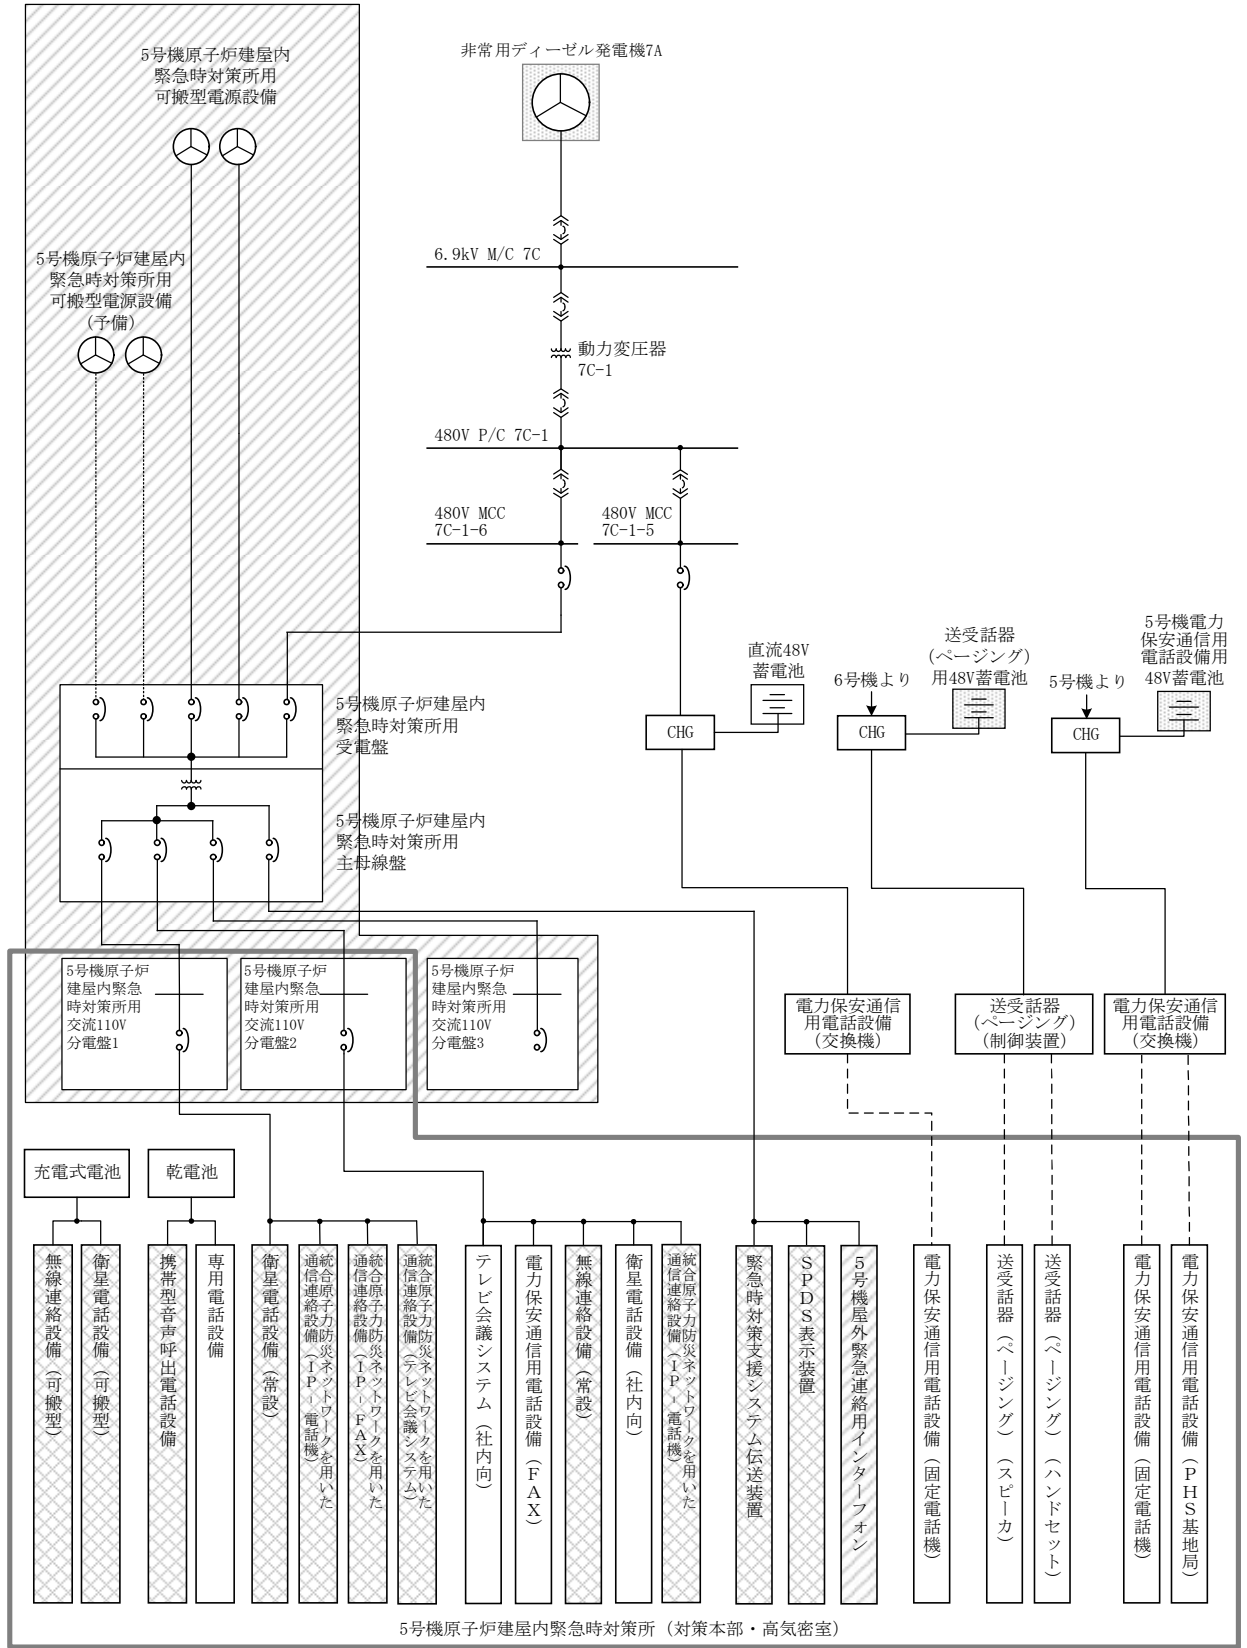 5号機原子炉建屋内
緊急時対策所用
可搬型電源設備
非常用ディーゼル発電機7A
5号機原子炉建屋内
緊急時対策所用
可搬型電源設備
(予備)
6.9kV M/C 7C
動力変圧器
7C-1
480V P/C 7C-1
480V MCC
7C-1-6
480V MCC
7C-1-5
直流48V
蓄電池
CHG
6号機より
送受話器
(ページング)
用48V蓄電池
CHG
5号機より
5号機電力
保安通信用
電話設備用
48V蓄電池
CHG
5号機原子炉建屋内
緊急時対策所用
受電盤
5号機原子炉建屋内
緊急時対策所用
主母線盤
5号機原子炉
建屋内緊急
時対策所用
交流110V
分電盤1
5号機原子炉
建屋内緊急
時対策所用
交流110V
分電盤2
5号機原子炉
建屋内緊急
時対策所用
交流110V
分電盤3
電力保安通信
用電話設備
(交換機)
送受話器
(ページング)
(制御装置)
電力保安通信
用電話設備
(交換機)
充電式電池
乾電池
無線連絡設備(可搬型)
衛星電話設備(可搬型)
携帯型音声呼出電話設備
専用電話設備
衛星電話設備(常設)
統合原子力防災ネットワークを用いた
通信連絡設備(IP-電話機)
統合原子力防災ネットワークを用いた
通信連絡設備(IP-FAX)
統合原子力防災ネットワークを用いた
通信連絡設備(テレビ会議システム)
テレビ会議システム(社内向)
電力保安通信用電話設備(FAX)
無線連絡設備(常設)
衛星電話設備(社内向)
統合原子力防災ネットワークを用いた
通信連絡設備(IP-電話機)
緊急時対策支援システム伝送装置
SPDS表示装置
5号機屋外緊急連絡用インターフォン
電力保安通信用電話設備(固定電話機)
送受話器(ページング)(スピーカ)
送受話器(ページング)(ハンドセット)
電力保安通信用電話設備(固定電話機)
電力保安通信用電話設備(PHS基地局)
5号機原子炉建屋内緊急時対策所(対策本部・高気密室)